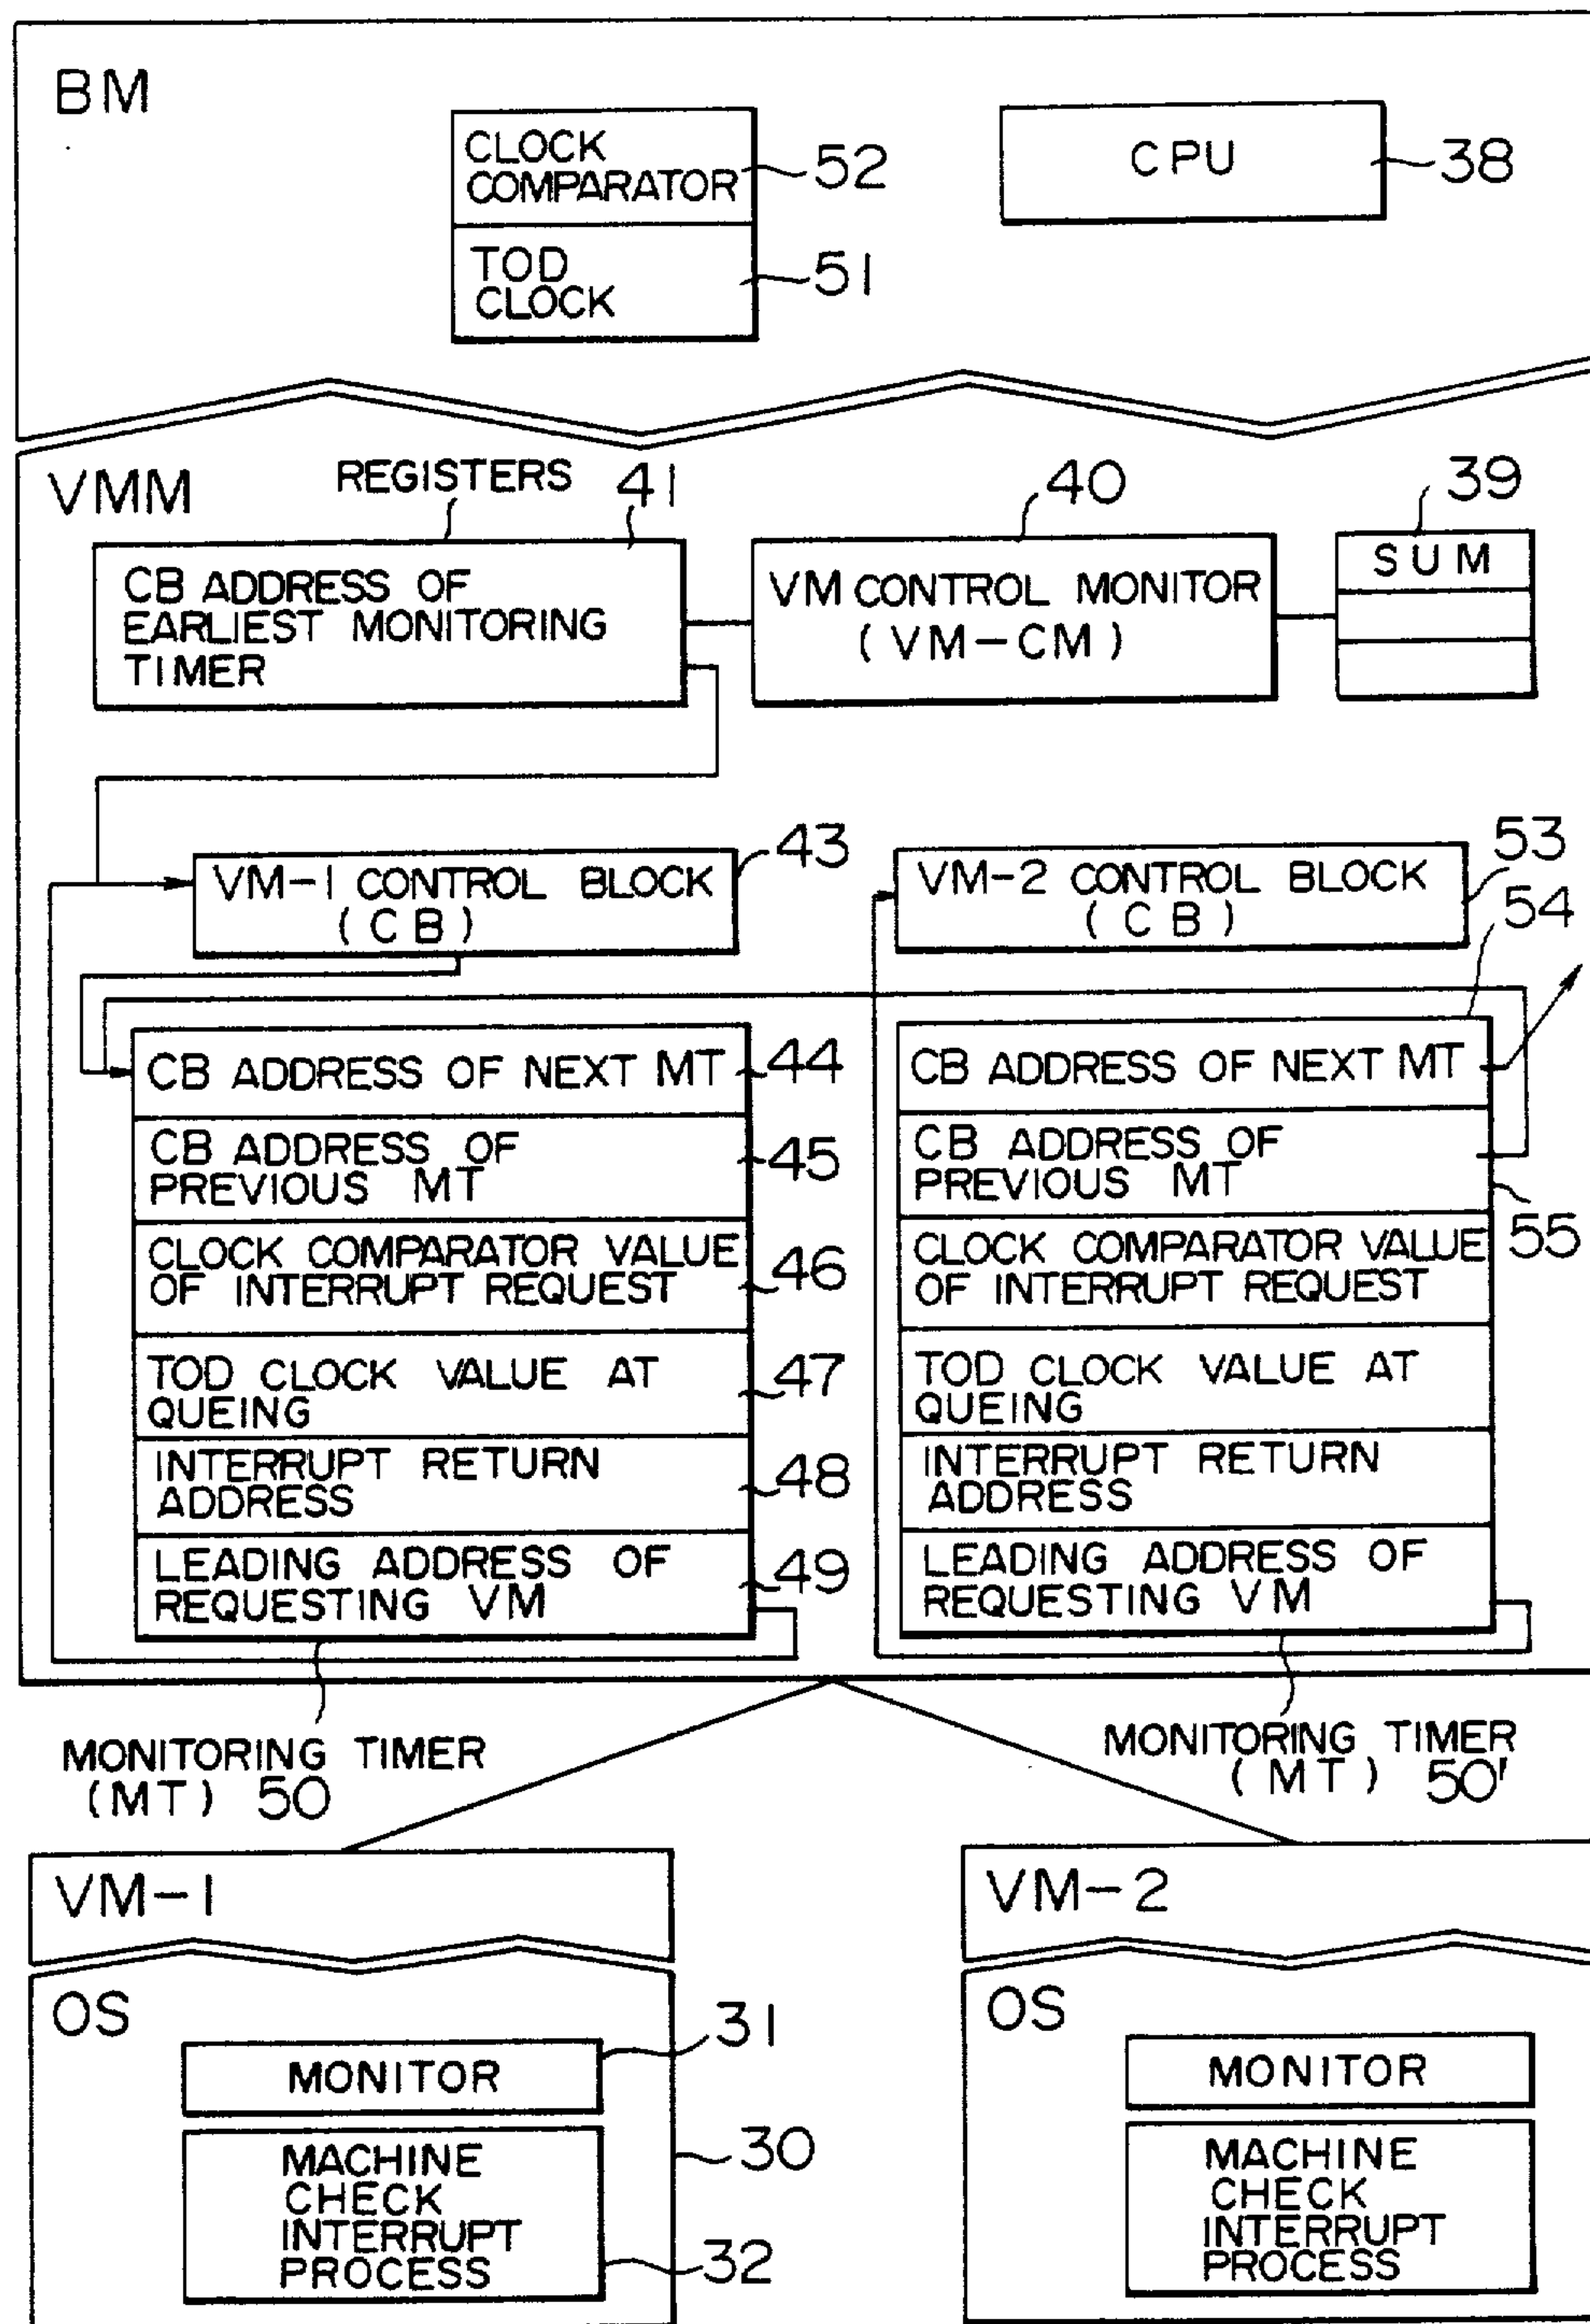 BM
CLOCK
COMPARATOR
52
TOD
CLOCK
51
CPU
38
VMM
REGISTERS
41
CB ADDRESS OF
EARLIEST MONITORING
TIMER
40
VM CONTROL MONITOR
(VM-CM)
39
SUM
VM-1 CONTROL BLOCK
(CB)
43
VM-2 CONTROL BLOCK
(CB)
53
54
CB ADDRESS OF NEXT MT
44
CB ADDRESS OF
PREVIOUS MT
45
CLOCK COMPARATOR VALUE
OF INTERRUPT REQUEST
46
TOD CLOCK VALUE AT
QUEING
47
INTERRUPT RETURN
ADDRESS
48
LEADING ADDRESS OF
REQUESTING VM
49
CB ADDRESS OF NEXT MT
CB ADDRESS OF
PREVIOUS MT
55
CLOCK COMPARATOR VALUE
OF INTERRUPT REQUEST
TOD CLOCK VALUE AT
QUEING
INTERRUPT RETURN
ADDRESS
LEADING ADDRESS OF
REQUESTING VM
MONITORING TIMER
(MT) 50
MONITORING TIMER
(MT) 50'
VM-1
OS
MONITOR
31
30
MACHINE
CHECK
INTERRUPT
PROCESS
32
VM-2
OS
MONITOR
MACHINE
CHECK
INTERRUPT
PROCESS